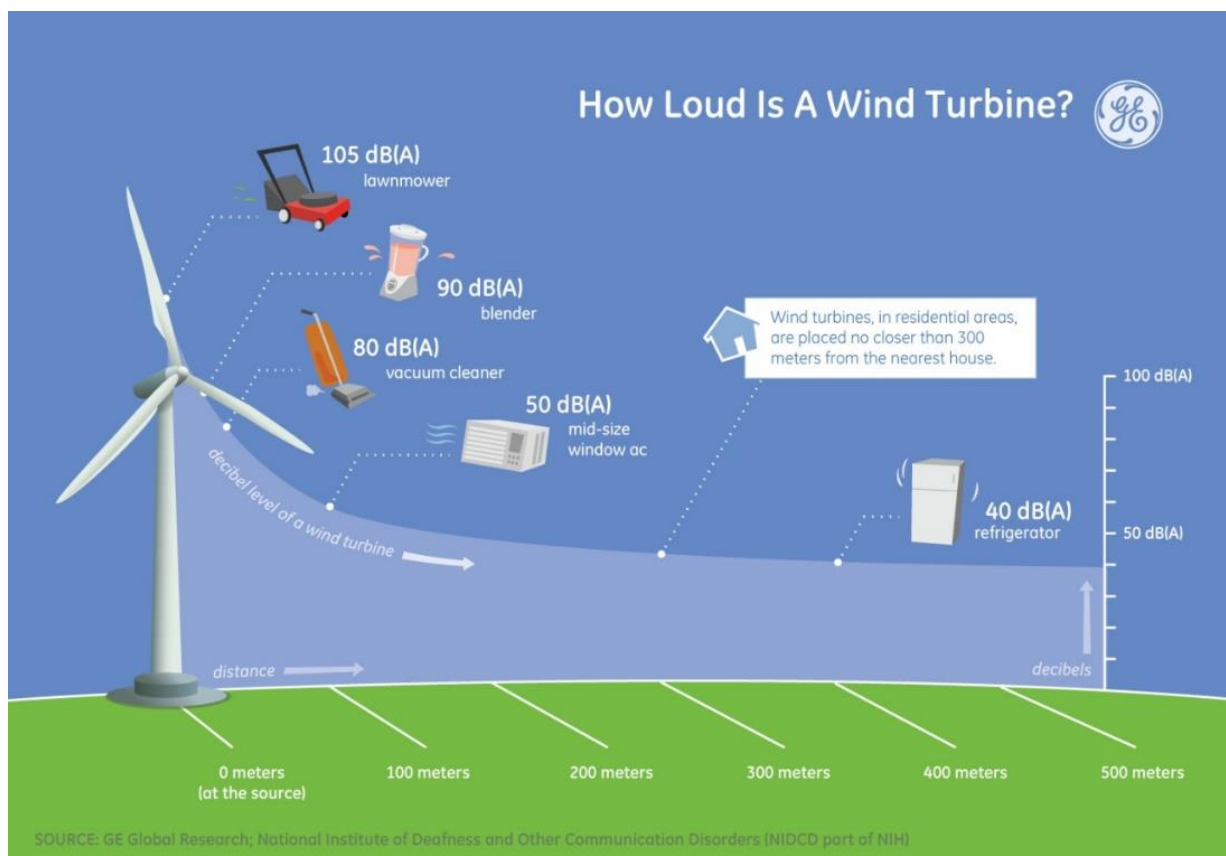 How Loud Is A Wind Turbine?
GE
105 dB(A)
lawnmower
90 dB(A)
blender
80 dB(A)
vacuum cleaner
50 dB(A)
mid-size
window ac
Wind turbines, in residential areas,
are placed no closer than 300
meters from the nearest house.
100 dB(A)
40 dB(A)
refrigerator
50 dB(A)
decibel level of a wind turbine
distance
decibels
0 meters
(at the source)
100 meters
200 meters
300 meters
400 meters
500 meters
SOURCE: GE Global Research; National Institute of Deafness and Other Communication Disorders (NIDCD part of NIH)